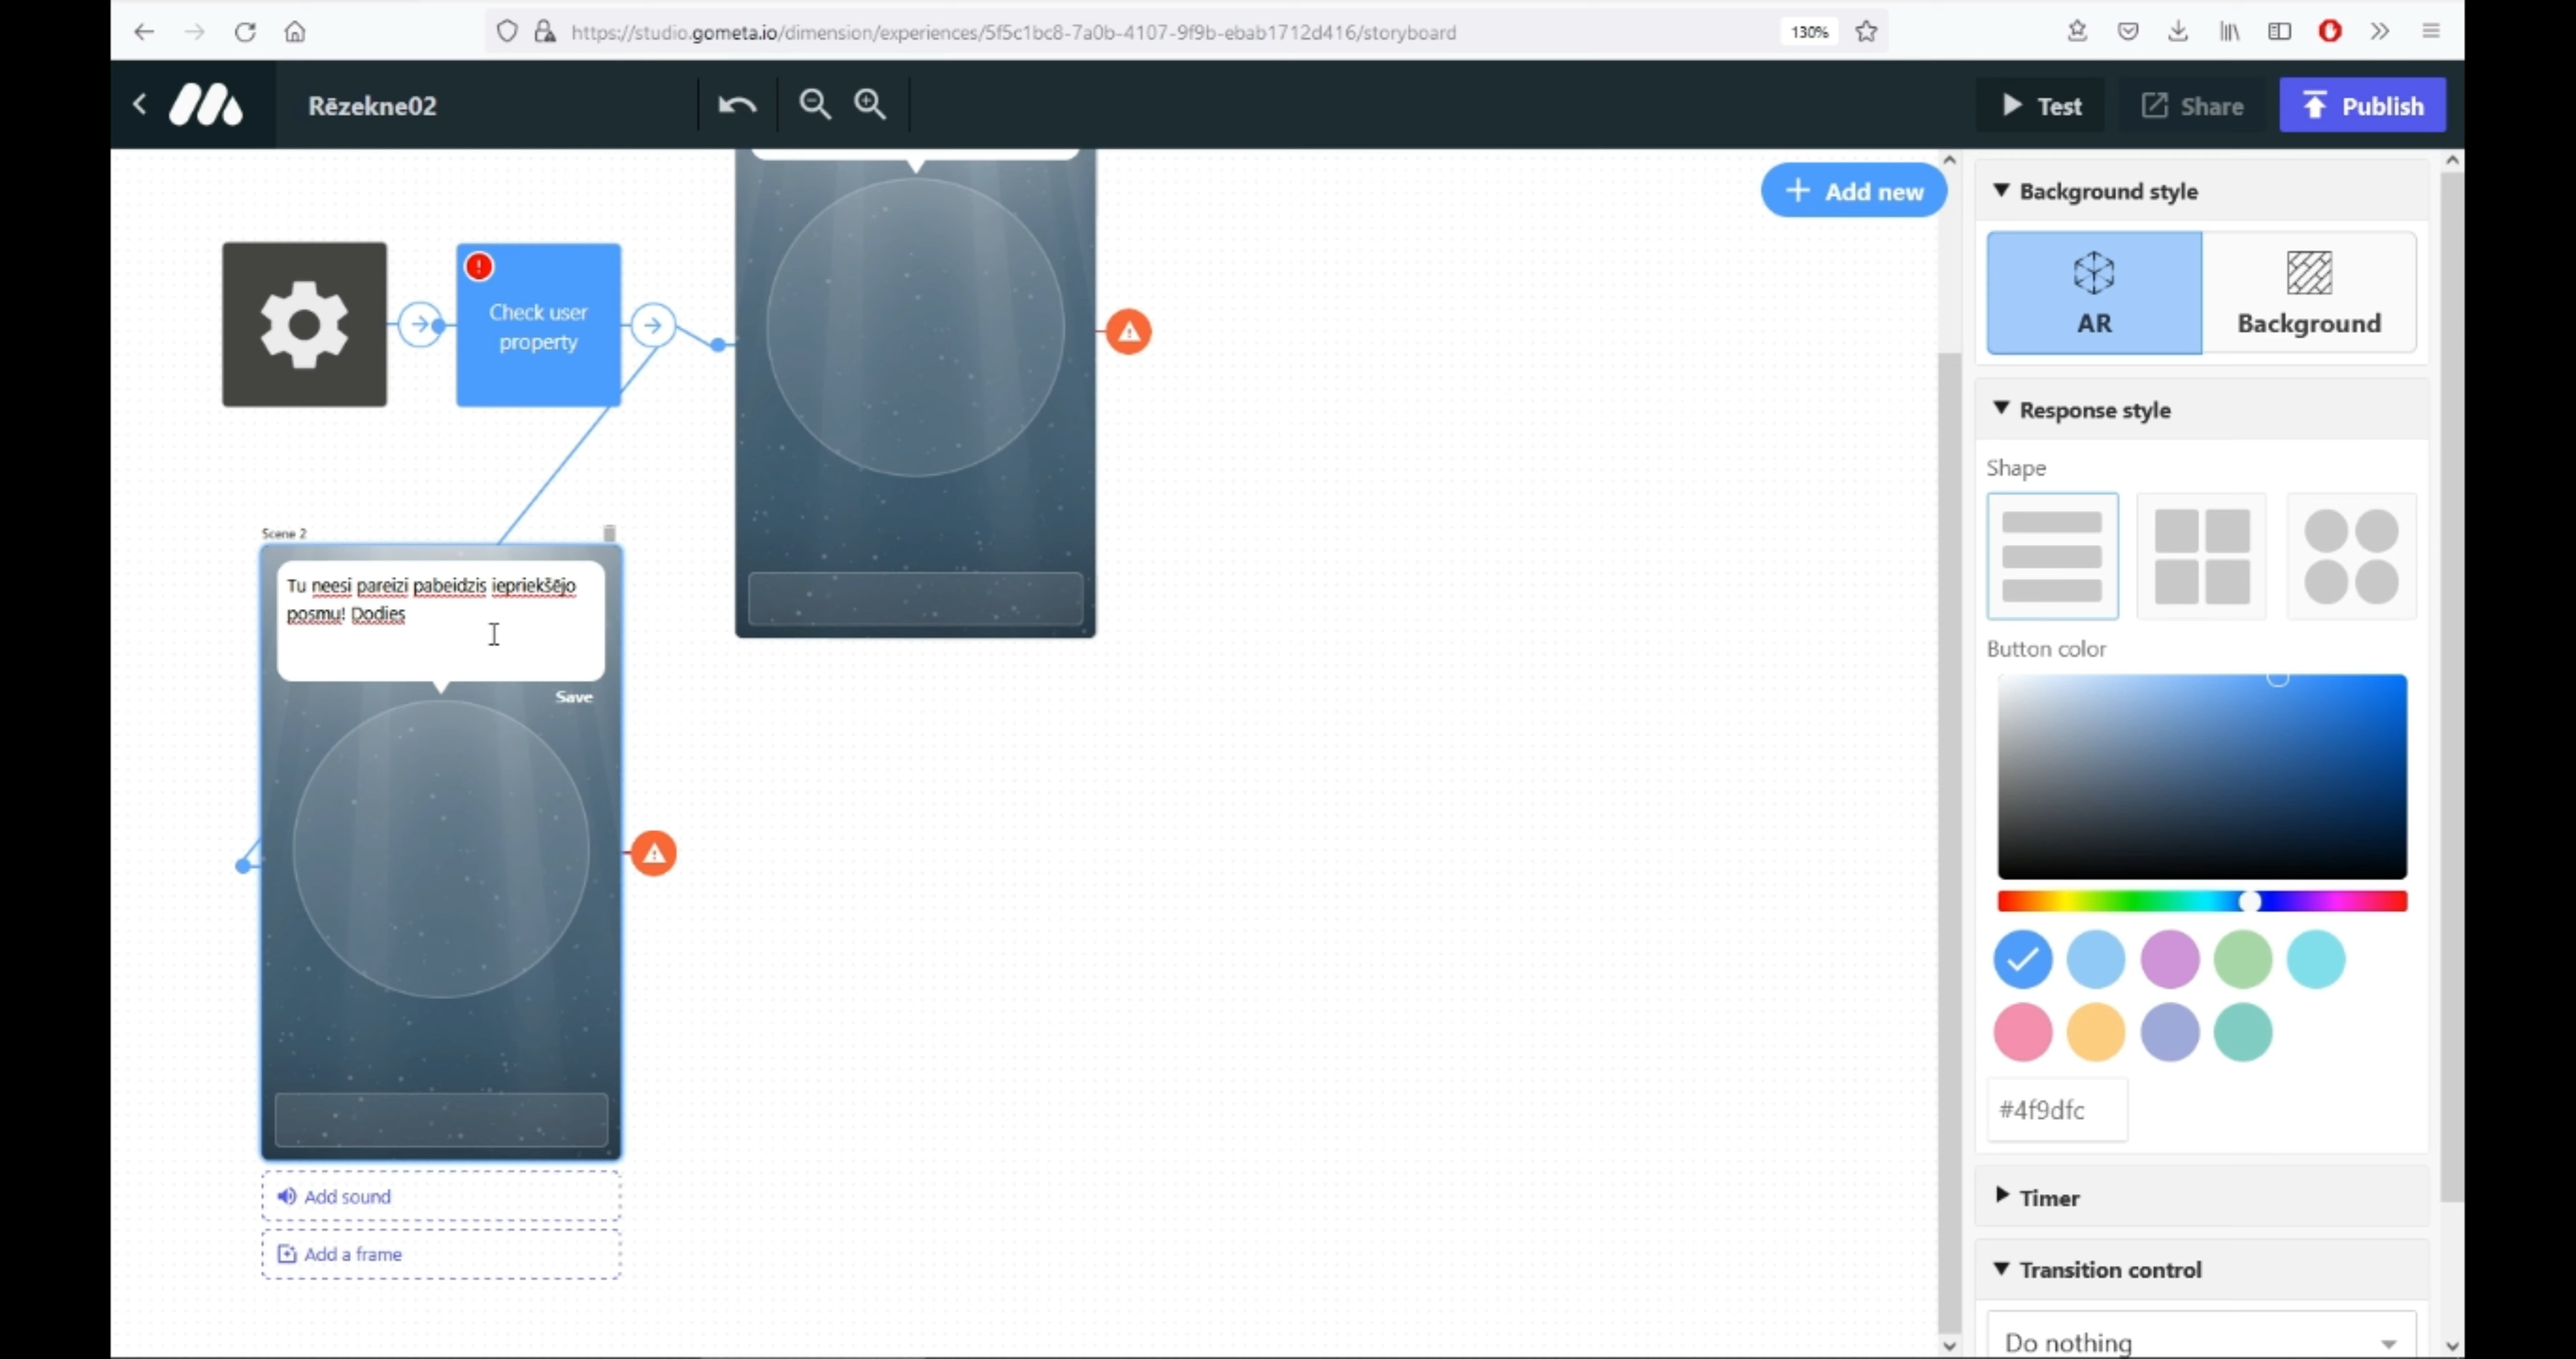 https://studio.gometa.io/dimension/experiences/5f5c1bc8-7a0b-4107-9f9b-ebab1712d416/storyboard
130%
Rēzekne02
Test
Share
Publish
Add new
Check user
property
Scene 2
Tu neesi pareizi pabeidzis iepriekšējo
posmu! Dodies
Save
Add sound
Add a frame
Background style
AR
Background
Response style
Shape
Button color
#4f9dfc
Timer
Transition control
Do nothing